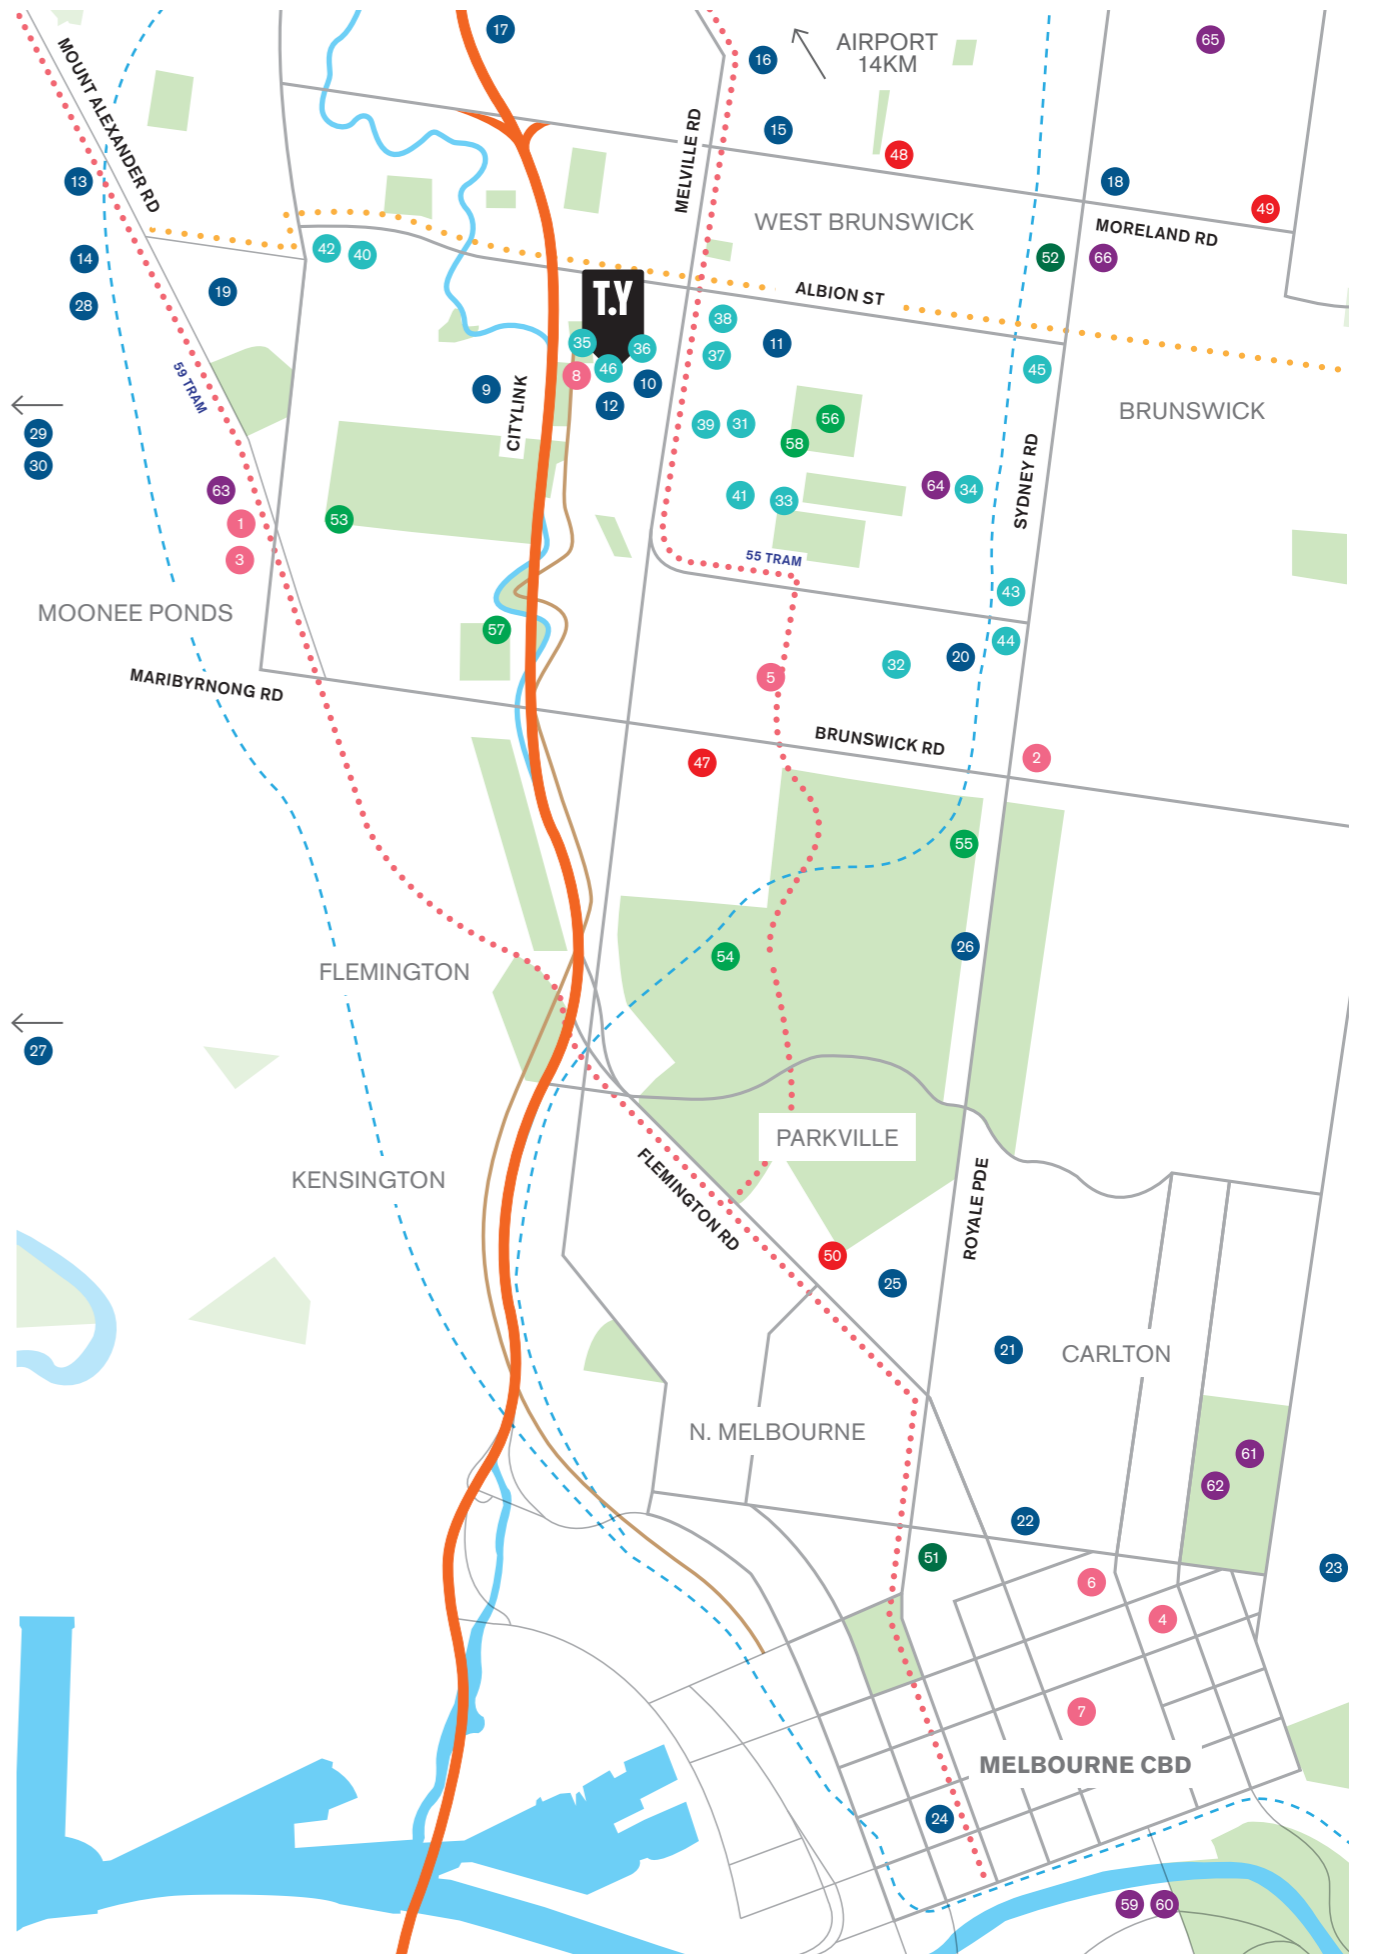 17
65
AIRPORT
14KM
16
MOUNT ALEXANDER RD
MELVILLE RD
15
48
13
18
49
WEST BRUNSWICK
MORELAND RD
42
40
14
52
66
19
28
T.Y
ALBION ST
38
35
36
37
11
46
8
10
45
9
12
59 TRAM
CITYLINK
BRUNSWICK
29
39
31
56
58
30
SYDNEY RD
63
64
34
41
33
1
53
3
55 TRAM
43
MOONEE PONDS
57
44
20
32
5
MARIBYRNONG RD
BRUNSWICK RD
2
47
55
26
54
FLEMINGTON
27
PARKVILLE
KENSINGTON
FLEMINGTON RD
ROYALE PDE
50
25
21
CARLTON
N. MELBOURNE
61
62
22
51
23
6
4
7
MELBOURNE CBD
24
59
60